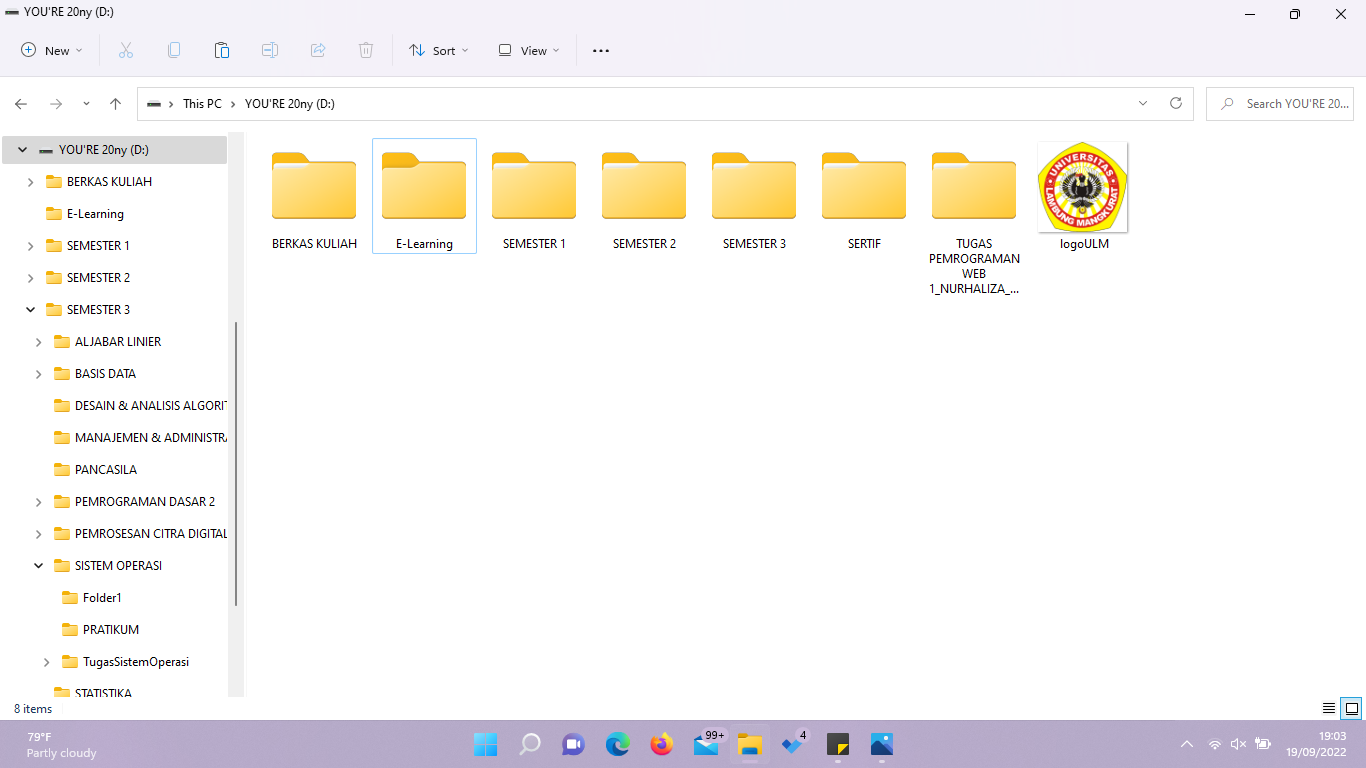 YOU'RE 20ny (D:)
New
Sort
View
This PC
YOU'RE 20ny (D:)
Search YOU'RE 20...
YOU'RE 20ny (D:)
BERKAS KULIAH
E-Learning
SEMESTER 1
SEMESTER 2
SEMESTER 3
ALJABAR LINIER
BASIS DATA
DESAIN & ANALISIS ALGORIT
MANAJEMEN & ADMINISTRA
PANCASILA
PEMROGRAMAN DASAR 2
PEMROSESAN CITRA DIGITAL
SISTEM OPERASI
Folder1
PRATIKUM
TugasSistemOperasi
STATISTIKA
BERKAS KULIAH
E-Learning
SEMESTER 1
SEMESTER 2
SEMESTER 3
SERTIF
TUGAS
PEMROGRAMAN
WEB
1_NURHALIZA_...
UNIVERSITAS
LAMBUNG MANGKURAT
logoULM
8 items
79°F
Partly cloudy
99+
4
19:03
19/09/2022